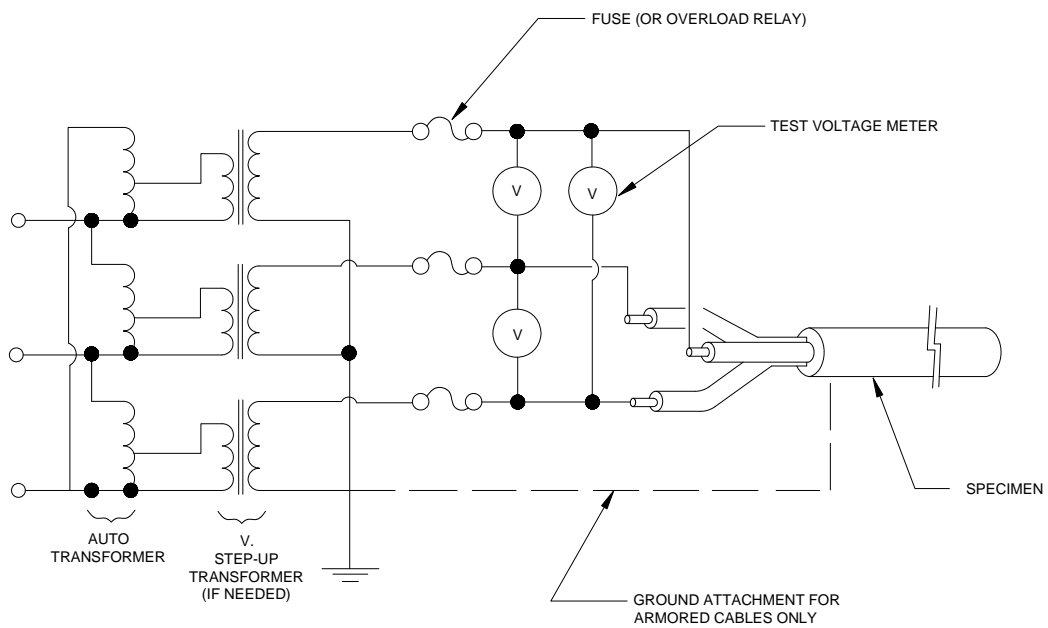 FUSE (OR OVERLOAD RELAY)
TEST VOLTAGE METER
V
V
V
SPECIMEN
AUTO
TRANSFORMER
V.
STEP-UP
TRANSFORMER
(IF NEEDED)
GROUND ATTACHMENT FOR
ARMORED CABLES ONLY